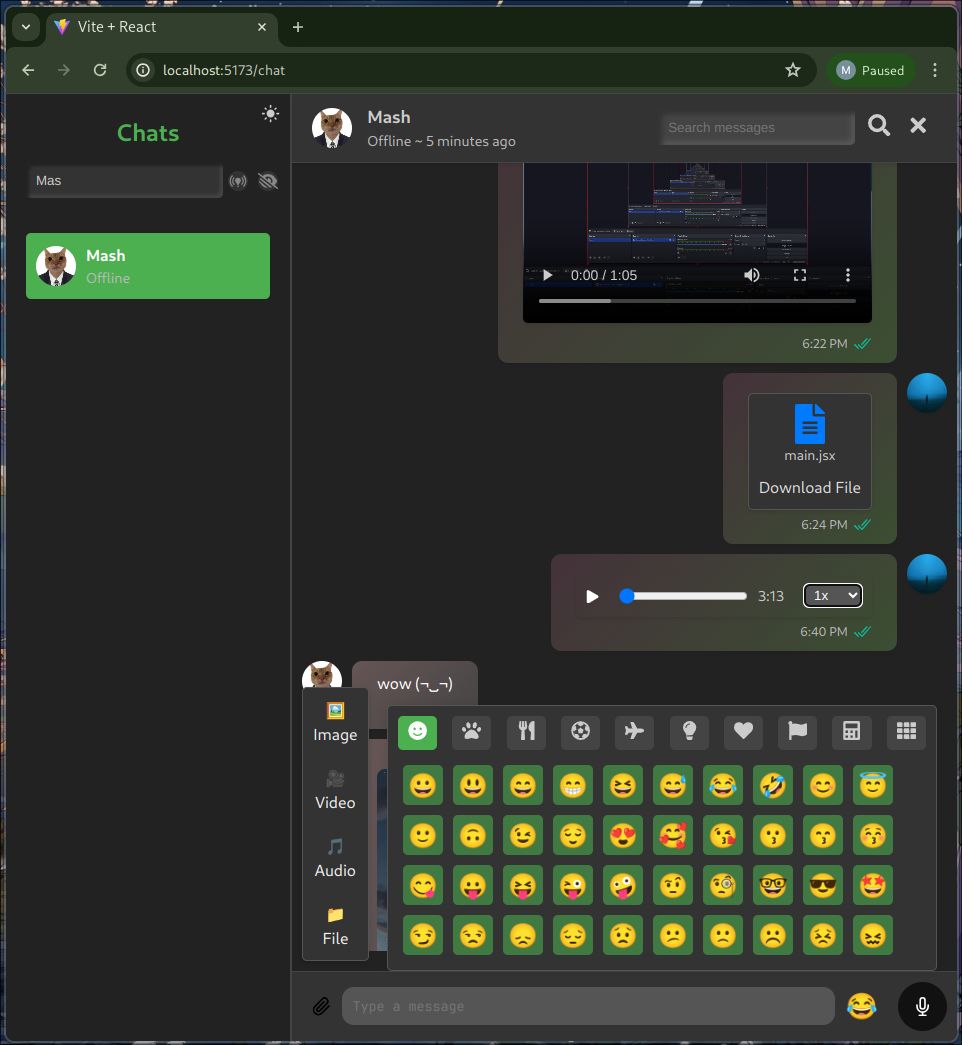 Vite + React
localhost:5173/chat
M
Paused
Chats
Mas
Mash
Offline
Mash
Offline ~ 5 minutes ago
Search messages
0:00 / 1:05
6:22 PM
main.jsx
Download File
6:24 PM
3:13
1x
6:40 PM
wow (¬‿¬)
Image
Video
Audio
File
Type a message